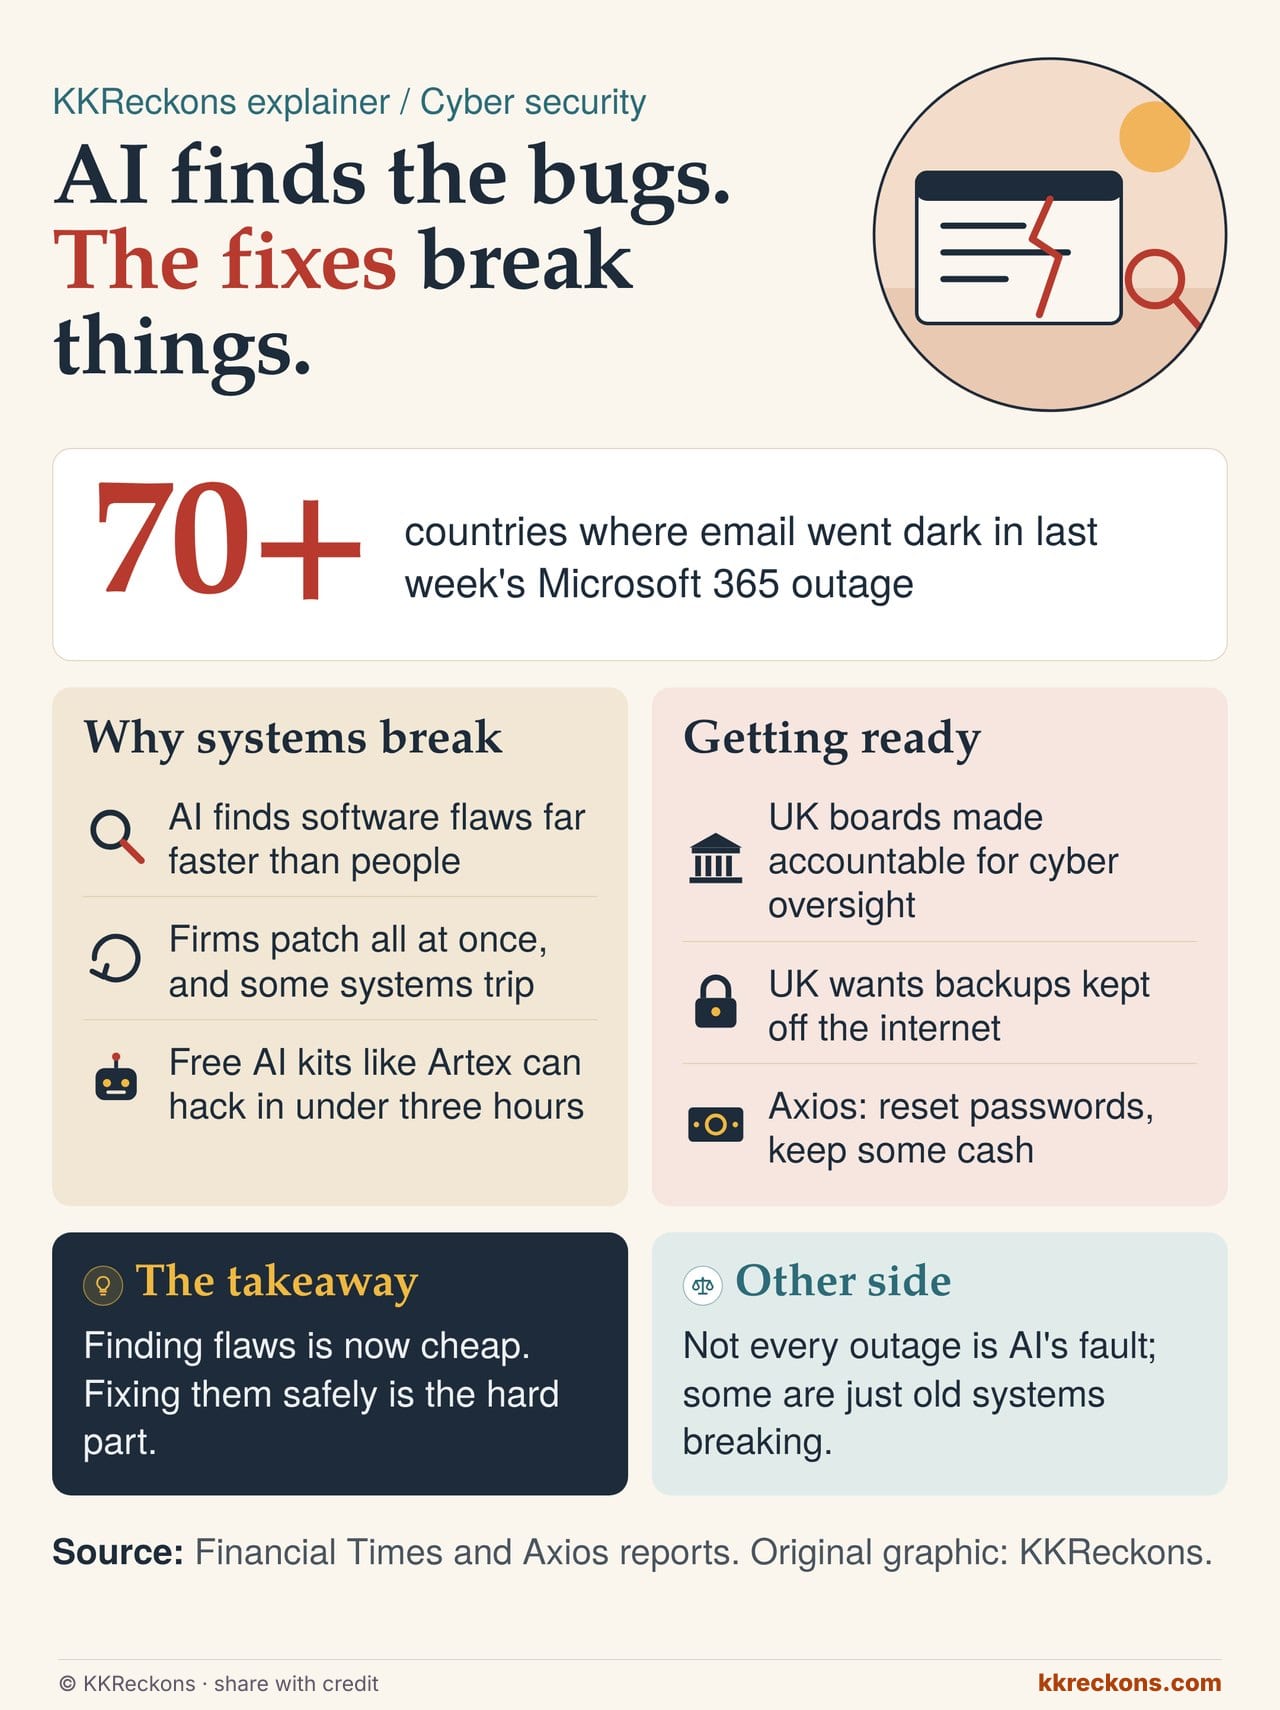 KKReckons explainer / Cyber security
AI finds the bugs.
The fixes break
things.
70+
countries where email went dark in last
week's Microsoft 365 outage
Why systems break
AI finds software flaws far
faster than people
Firms patch all at once,
and some systems trip
Free AI kits like Artex can
hack in under three hours
Getting ready
UK boards made
accountable for cyber
oversight
UK wants backups kept
off the internet
Axios: reset passwords,
keep some cash
The takeaway
Finding flaws is now cheap.
Fixing them safely is the hard
part.
Other side
Not every outage is AI's fault;
some are just old systems
breaking.
Source: Financial Times and Axios reports. Original graphic: KKReckons.
© KKReckons · share with credit
kkreckons.com